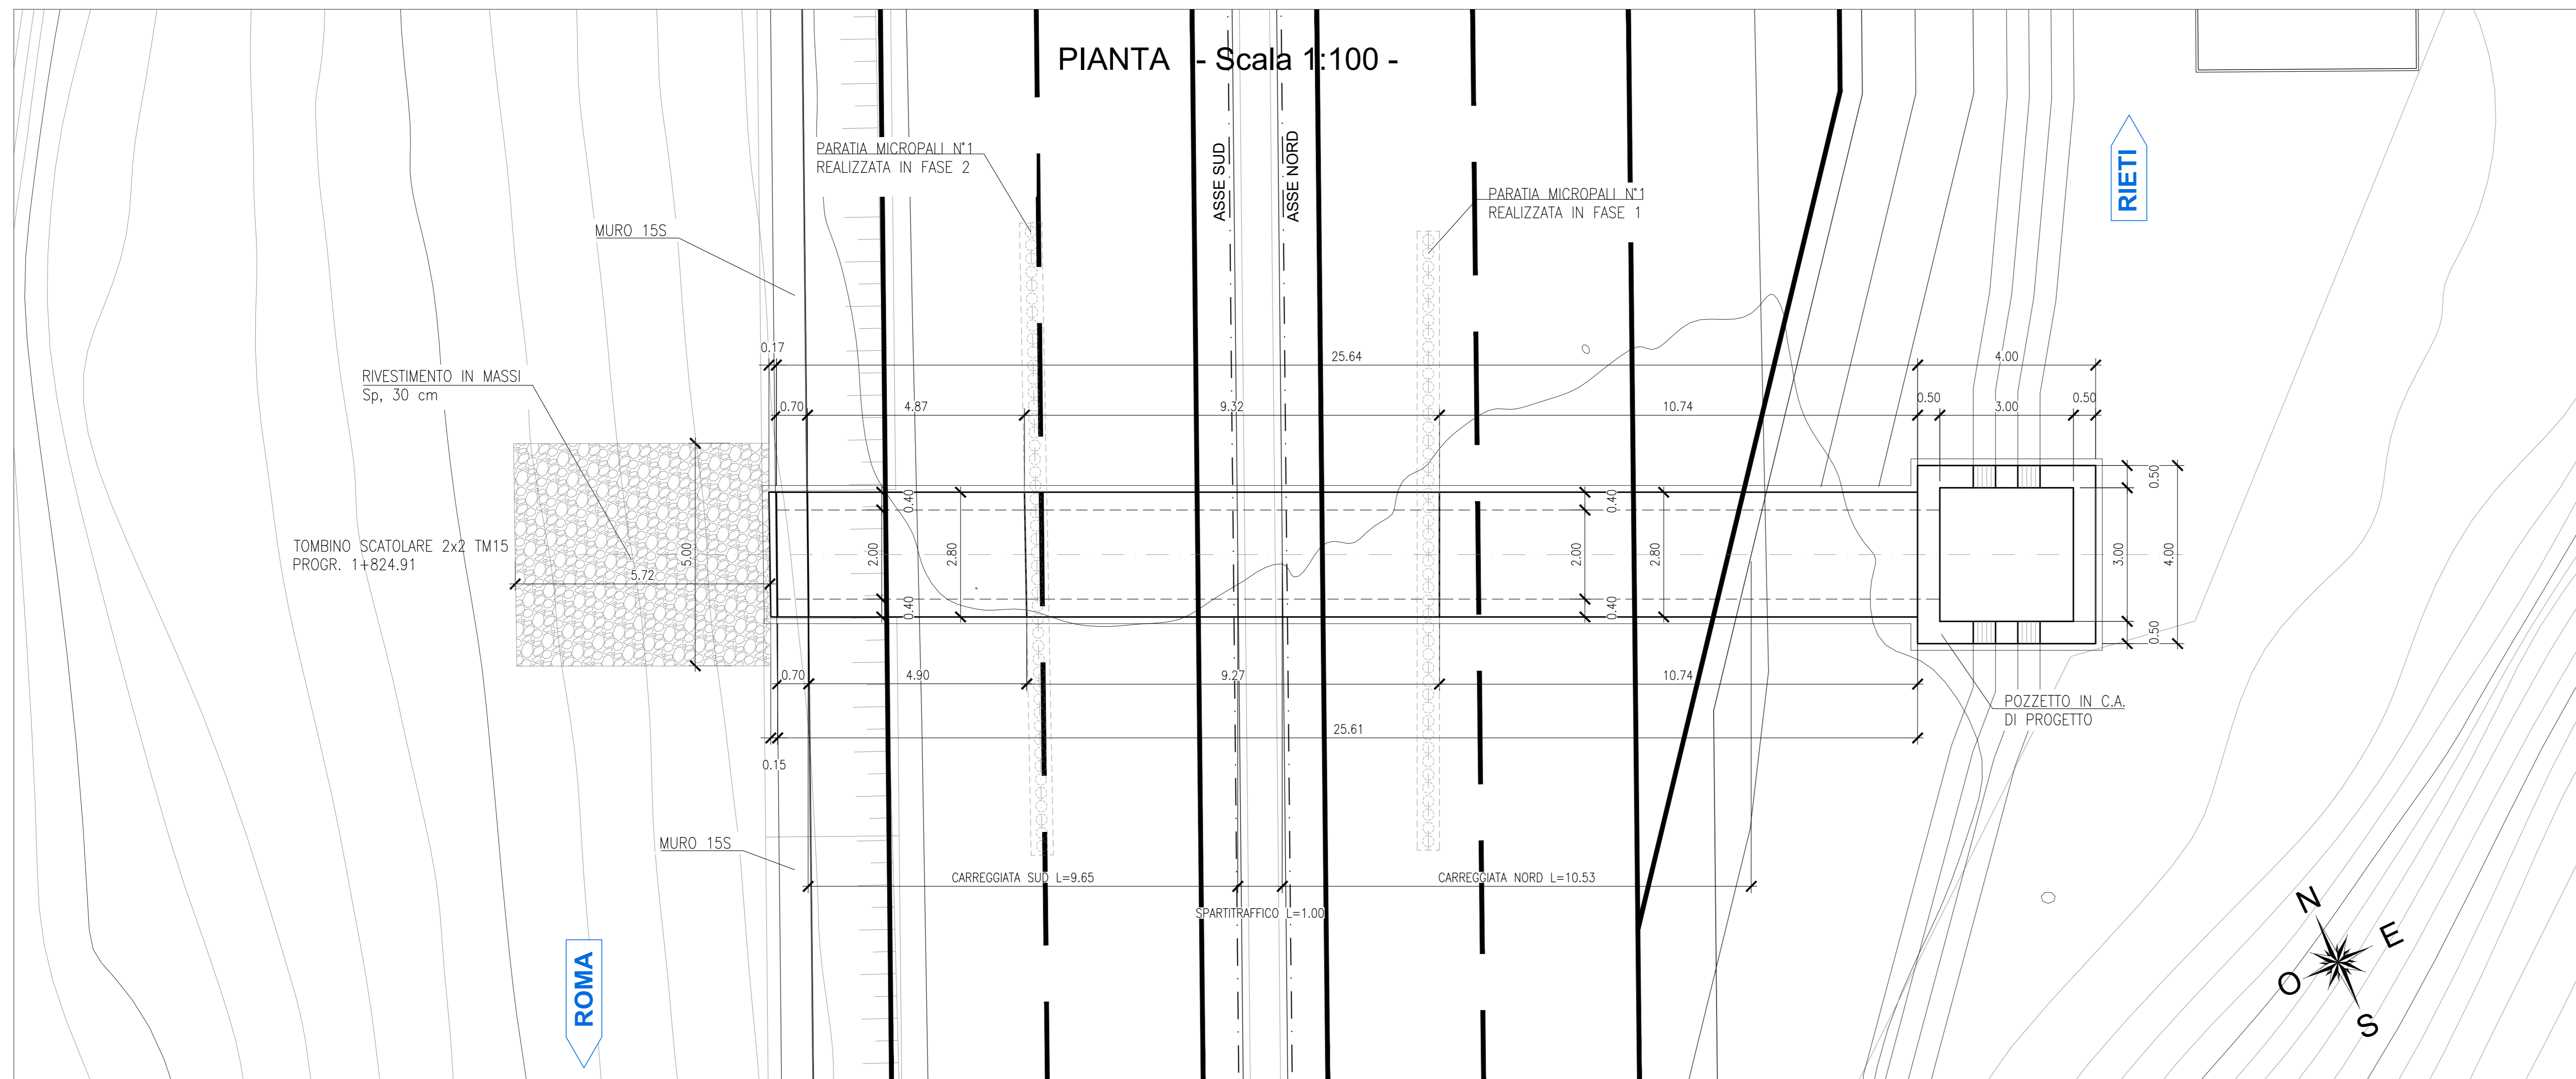 PIANTA - Scala 1:100 -
PARATIA MICROPALI N°1
REALIZZATA IN FASE 2
ASSE SUD
ASSE NORD
PARATIA MICROPALI N°1
REALIZZATA IN FASE 1
RIETI
MURO 15S
0.17
25.64
4.00
RIVESTIMENTO IN MASSI
Sp, 30 cm
0.70
4.87
9.32
10.74
0.50
3.00
0.50
TOMBINO SCATOLARE 2x2 TM15
PROGR. 1+824.91
5.72
5.00
0.40
2.00
0.40
2.80
0.40
2.00
0.40
2.80
0.50
3.00
0.50
4.00
0.70
4.90
9.27
10.74
POZZETTO IN C.A.
DI PROGETTO
25.61
0.15
MURO 15S
CARREGGIATA SUD L=9.65
CARREGGIATA NORD L=10.53
SPARTITRAFFICO L=1.00
ROMA
N
E
O
S